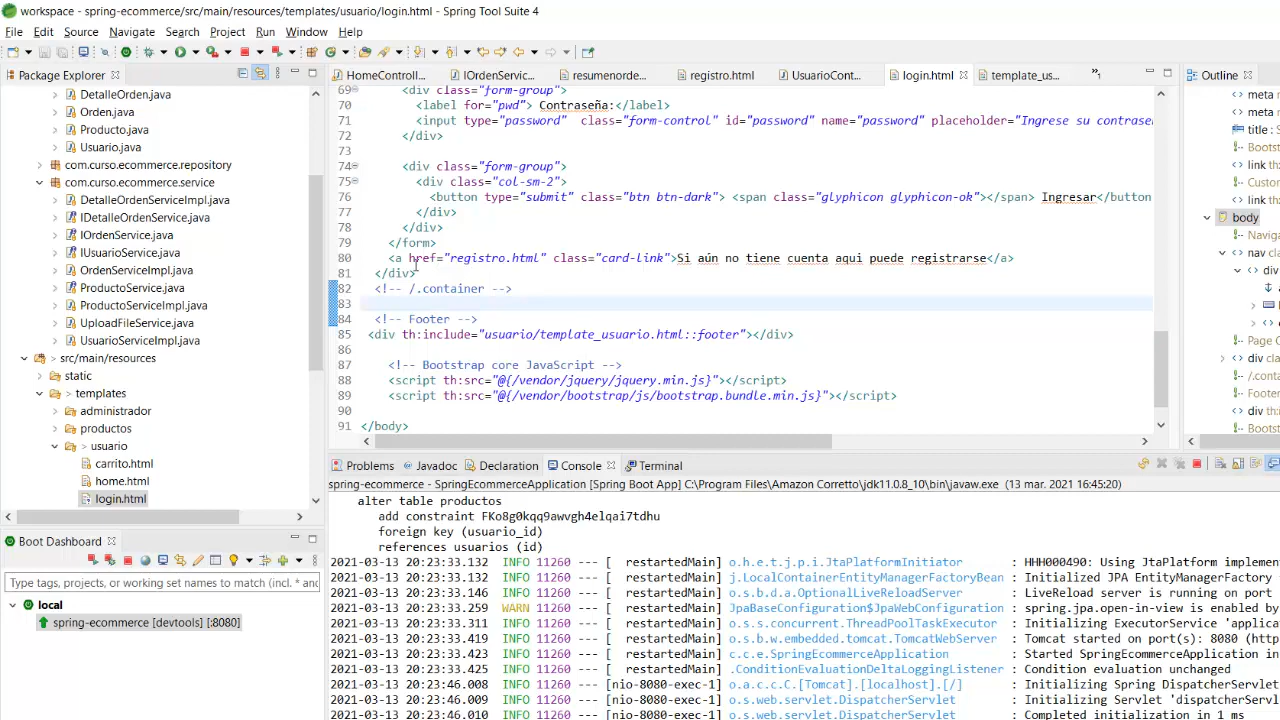 workspace - spring-ecommerce/src/main/resources/templates/usuario/login.html - Spring Tool Suite 4
File Edit Source Navigate Search Project Run Window Help
Package Explorer
DetalleOrden.java
Orden.java
Producto.java
Usuario.java
com.curso.ecommerce.repository
com.curso.ecommerce.service
DetalleOrdenServiceImpl.java
IDetalleOrdenService.java
IOrdenService.java
IUsuarioService.java
OrdenServiceImpl.java
ProductoService.java
ProductoServiceImpl.java
UploadFileService.java
UsuarioServiceImpl.java
> src/main/resources
static
> templates
administrador
productos
> usuario
carrito.html
home.html
login.html
Boot Dashboard
Type tags, projects, or working set names to match (incl. * and
local
spring-ecommerce [devtools] [:8080]
HomeControll... IOrdenServic... resumenorde... registro.html UsuarioCont... login.html template_us...
69 <div class="form-group">
70 <label for="pwd"> Contraseña:</label>
71 <input type="password" class="form-control" id="password" name="password" placeholder="Ingrese su contrase
72 </div>
73
74 <div class="form-group">
75 <div class="col-sm-2">
76 <button type="submit" class="btn btn-dark"> <span class="glyphicon glyphicon-ok"></span> Ingresar</button
77 </div>
78 </div>
79 </form>
80 <a href="registro.html" class="card-link">Si aún no tiene cuenta aqui puede registrarse</a>
81 </div>
82 <!-- /.container -->
83
84 <!-- Footer -->
85 <div th:include="usuario/template_usuario.html::footer"></div>
86
87 <!-- Bootstrap core JavaScript -->
88 <script th:src="@{/vendor/jquery/jquery.min.js}"></script>
89 <script th:src="@{/vendor/bootstrap/js/bootstrap.bundle.min.js}"></script>
90
91 </body>
Outline
meta
meta n
title :
Boots
link
Custo
link
body
Naviga
nav
div
Page C
div cla
/.conta
Footer
div th:
Boots
Problems Javadoc Declaration Console Terminal
spring-ecommerce - SpringEcommerceApplication [Spring Boot App] C:\Program Files\Amazon Corretto\jdk11.0.8_10\bin\javaw.exe (13 mar. 2021 16:45:20)
alter table productos
add constraint FKo8g0kqq9awvgh4elqai7tdhu
foreign key (usuario_id)
references usuarios (id)
2021-03-13 20:23:33.132 INFO 11260 --- [ restartedMain] o.h.e.t.j.p.i.JtaPlatformInitiator : HHH000490: Using JtaPlatform implement
2021-03-13 20:23:33.132 INFO 11260 --- [ restartedMain] j.LocalContainerEntityManagerFactoryBean : Initialized JPA EntityManagerFactory
2021-03-13 20:23:33.146 INFO 11260 --- [ restartedMain] o.s.b.d.a.OptionalLiveReloadServer : LiveReload server is running on port
2021-03-13 20:23:33.259 WARN 11260 --- [ restartedMain] JpaBaseConfiguration$JpaWebConfiguration : spring.jpa.open-in-view is enabled by
2021-03-13 20:23:33.311 INFO 11260 --- [ restartedMain] o.s.s.concurrent.ThreadPoolTaskExecutor : Initializing ExecutorService 'applica
2021-03-13 20:23:33.419 INFO 11260 --- [ restartedMain] o.s.b.w.embedded.tomcat.TomcatWebServer : Tomcat started on port(s): 8080 (http
2021-03-13 20:23:33.423 INFO 11260 --- [ restartedMain] c.c.e.SpringEcommerceApplication : Started SpringEcommerceApplication in
2021-03-13 20:23:33.425 INFO 11260 --- [ restartedMain] .ConditionEvaluationDeltaLoggingListener : Condition evaluation unchanged
2021-03-13 20:23:46.008 INFO 11260 --- [nio-8080-exec-1] o.a.c.c.C.[Tomcat].[localhost].[/] : Initializing Spring DispatcherServlet
2021-03-13 20:23:46.009 INFO 11260 --- [nio-8080-exec-1] o.s.web.servlet.DispatcherServlet : Initializing Servlet 'dispatcherServl
2021-03-13 20:23:46.010 INFO 11260 --- [nio-8080-exec-1] o.s.web.servlet.DispatcherServlet : Completed initialization in 1 ms